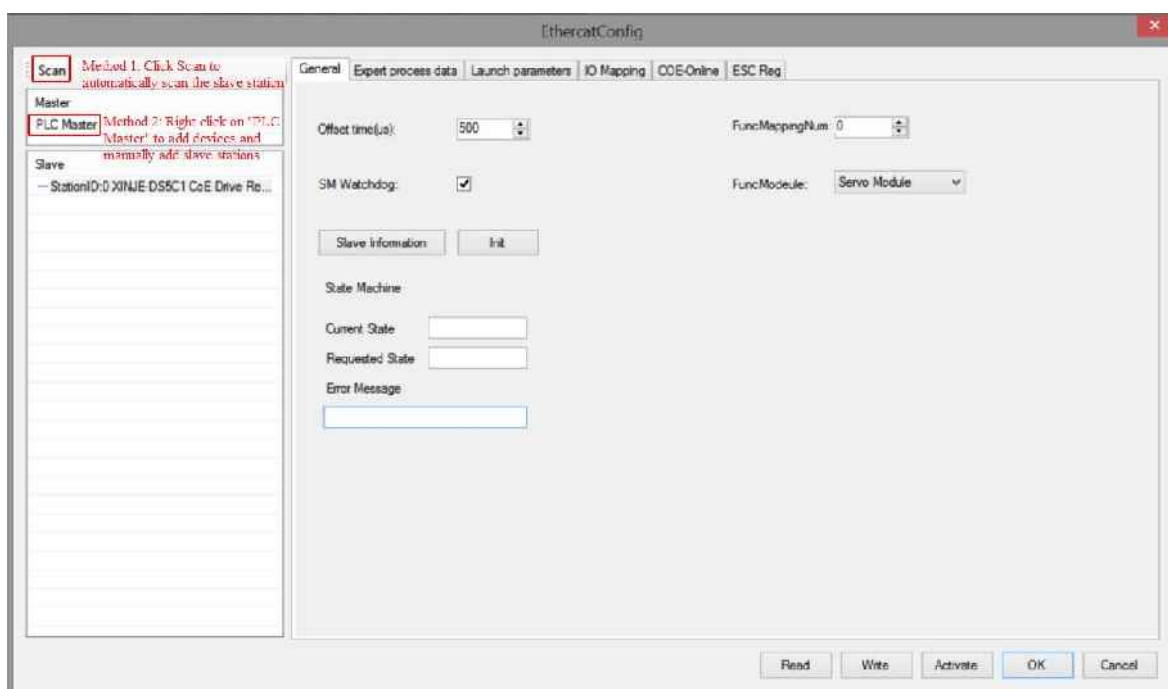 EthercatConfig
Scan
Method 1: Click Scan to
automatically scan the slave station
Master
PLC Master
Method 2: Right click on "PLC
Master" to add devices and
manually add slave stations
Slave
StationID:0 XINJE-DS5C1 CoE Drive Re...
General
Expert process data
Launch parameters
IO Mapping
COE-Online
ESC Reg
Offset time(us):
500
FuncMappingNum:
0
SM Watchdog:
FuncModeule:
Servo Module
Slave Information
Init
State Machine
Current State
Requested State
Error Message
Read
Write
Activate
OK
Cancel